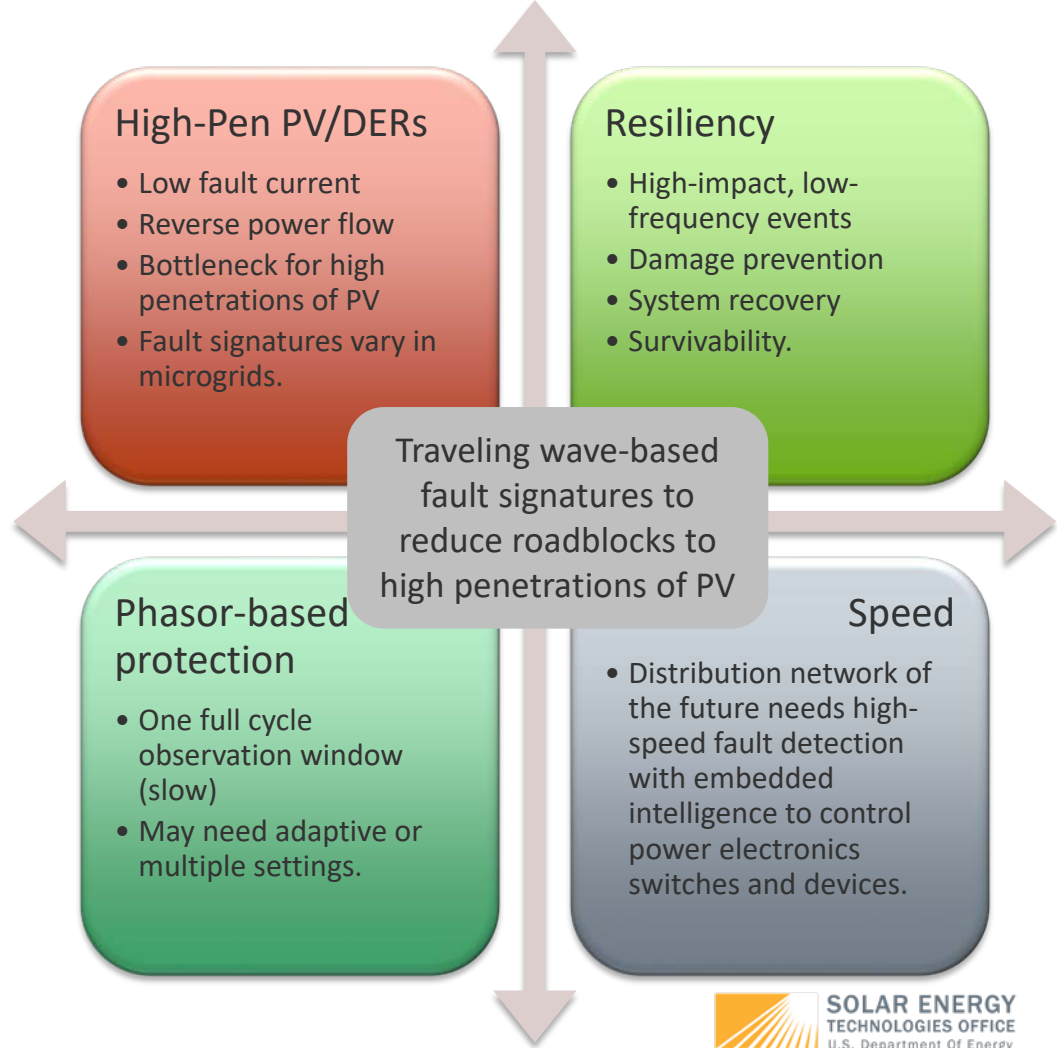 High-Pen PV/DERs
• Low fault current
• Reverse power flow
• Bottleneck for high
penetrations of PV
• Fault signatures vary in
microgrids.
Resiliency
• High-impact, low-
frequency events
• Damage prevention
• System recovery
• Survivability.
Traveling wave-based
fault signatures to
reduce roadblocks to
high penetrations of PV
Phasor-based
protection
• One full cycle
observation window
(slow)
• May need adaptive or
multiple settings.
Speed
• Distribution network of
the future needs high-
speed fault detection
with embedded
intelligence to control
power electronics
switches and devices.
SOLAR ENERGY
TECHNOLOGIES OFFICE
U.S. Department Of Energy